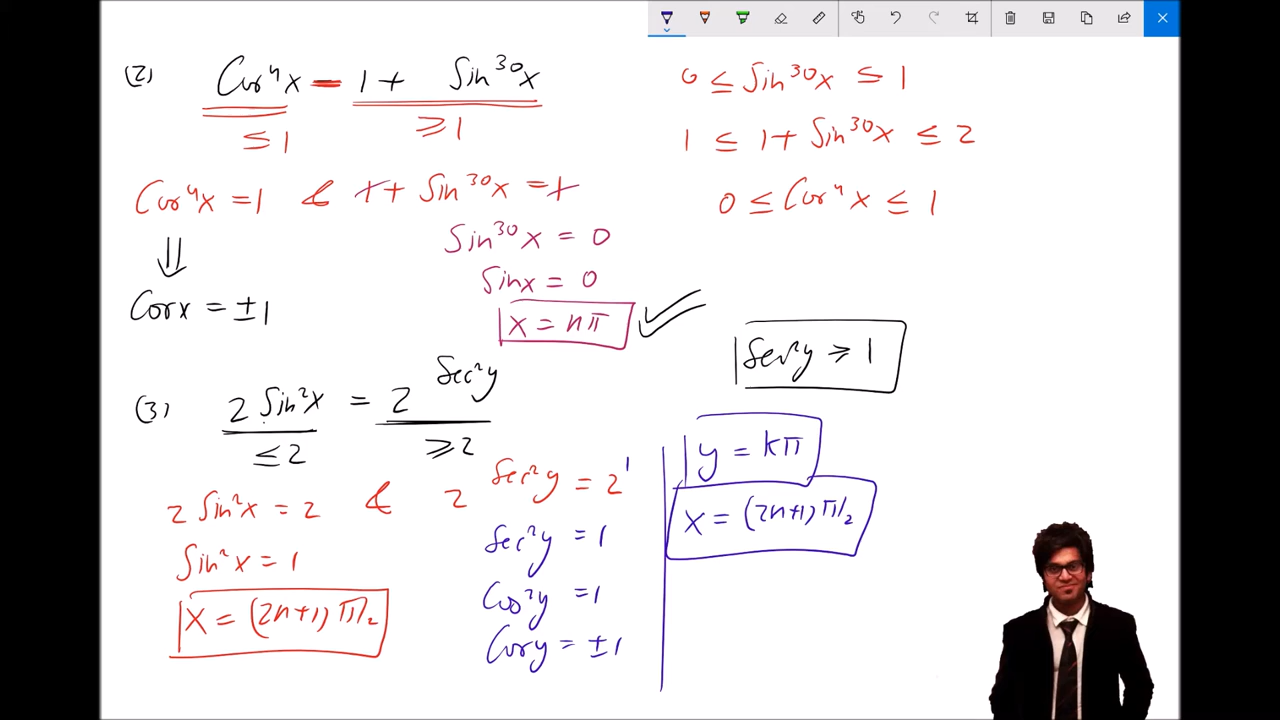 (2) Cos⁴x = 1 + Sin³⁰x
≤ 1 ≥ 1
Cos⁴x = 1 & 1 + Sin³⁰x = 1
Sin³⁰x = 0
Sinx = 0
Cosx = ±1
x = nπ
0 ≤ Sin³⁰x ≤ 1
1 ≤ 1 + Sin³⁰x ≤ 2
0 ≤ Cos⁴x ≤ 1
Sec²y ≥ 1
(3) 2 Sin²x = 2^(Sec²y)
≤ 2 ≥ 2
2 Sin²x = 2 & 2^(Sec²y) = 2¹
Sin²x = 1
x = (2n+1) π/2
Sec²y = 1
Cos²y = 1
Cosy = ±1
y = kπ
x = (2n+1) π/2